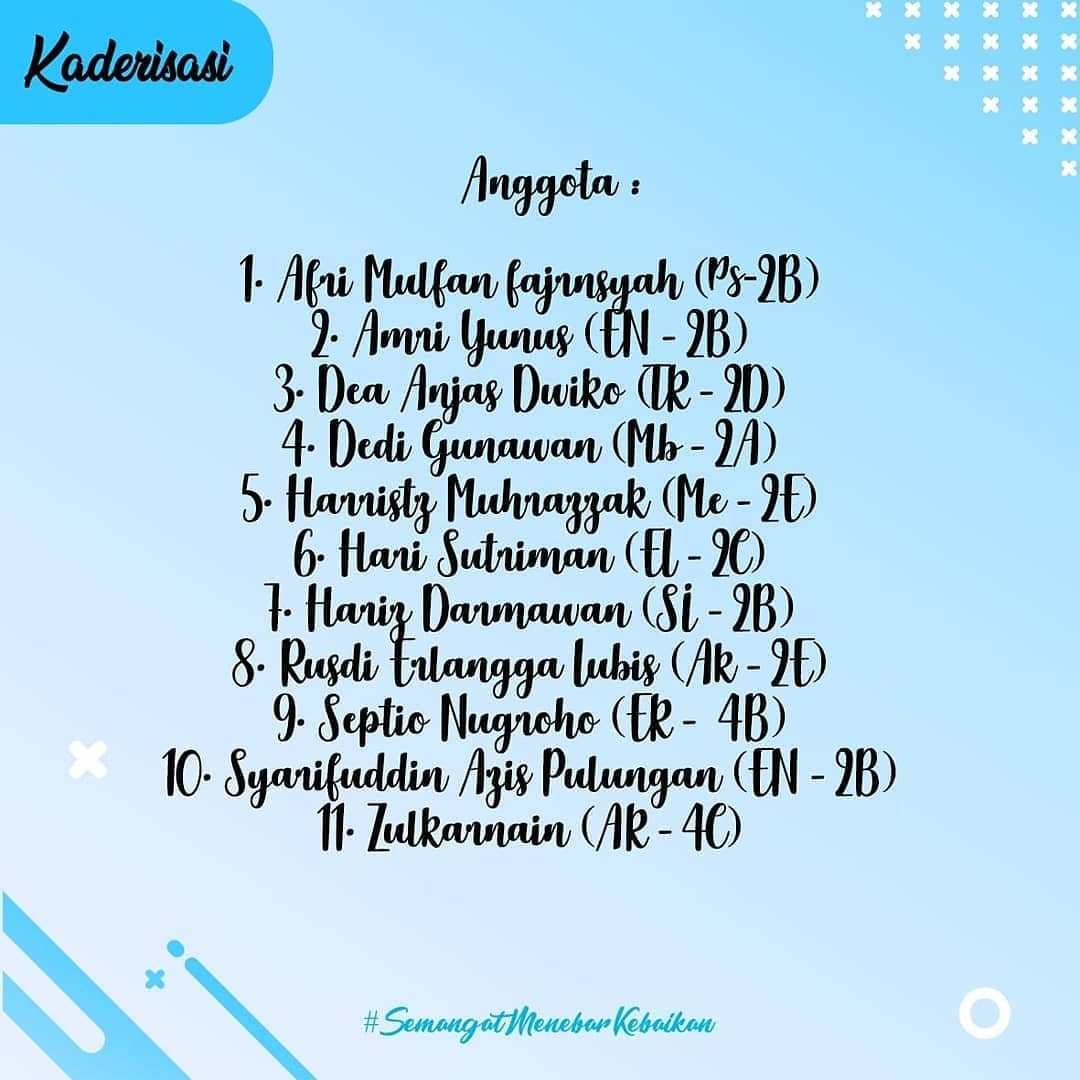 Kaderisasi
Anggota :
1. Afri Mulfan fajrnsyah (Ps-2B)
2. Amri Yunus (EN - 2B)
3. Dea Anjas Dwiko (TR - 2D)
4. Dedi Gunawan (Mb - 2A)
5. Harristz Muhrazzak (Me - 2E)
6. Hari Sutriman (El - 2C)
7. Hariz Darmawan (Si - 2B)
8. Rusdi Erlangga Lubis (Ak - 2E)
9. Septio Nugroho (ER - 4B)
10. Syarifuddin Azis Pulungan (EN - 2B)
11. Zulkarnain (AR - 4C)
#SemangatMenebarKebaikan